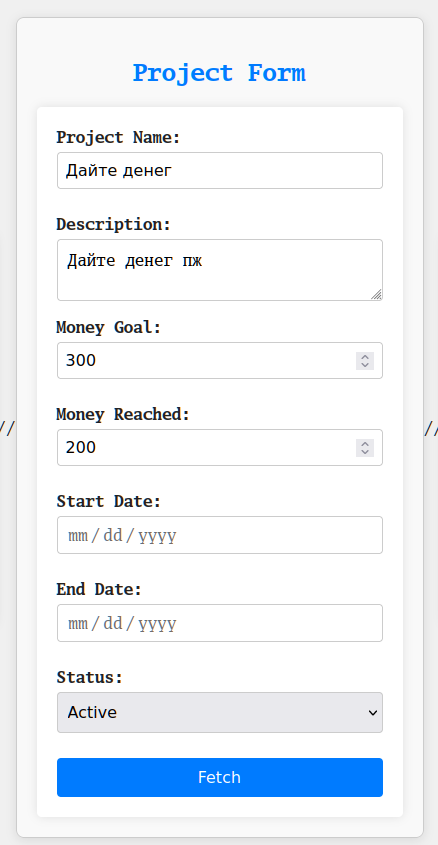 Project Form
Project Name:
Дайте денег
Description:
Дайте денег пж
Money Goal:
300
Money Reached:
//
//
200
Start Date:
mm/dd/yyyy
End Date:
mm/dd/yyyy
Status:
Active
Fetch